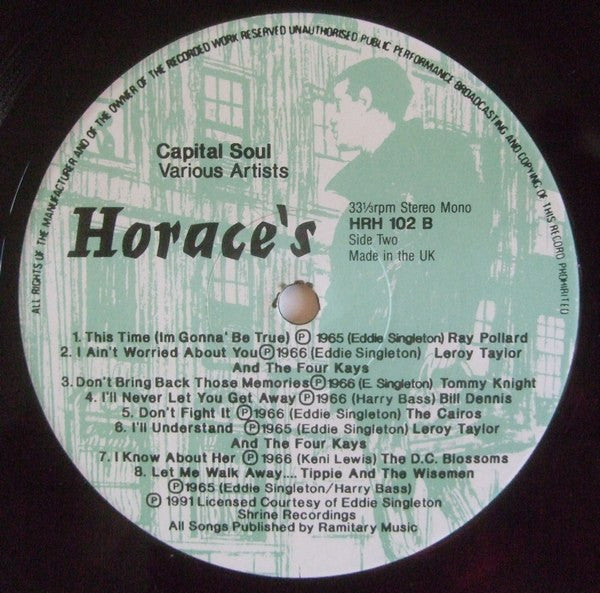 ALL RIGHTS OF THE MANUFACTURER AND OF THE OWNER OF THE RECORDED WORK RESERVED UNAUTHORISED PUBLIC PERFORMANCE BROADCASTING AND COPYING OF THIS RECORD PROHIBITED
Capital Soul
Various Artists
Horace's
33⅓rpm Stereo Mono
HRH 102 B
Side Two
Made in the UK
1. This Time (Im Gonna' Be True) Ⓟ 1965 (Eddie Singleton) Ray Pollard
2. I Ain't Worried About You Ⓟ 1966 (Eddie Singleton) Leroy Taylor
And The Four Kays
3. Don't Bring Back Those Memories Ⓟ 1966 (E. Singleton) Tommy Knight
4. I'll Never Let You Get Away Ⓟ 1966 (Harry Bass) Bill Dennis
5. Don't Fight It Ⓟ 1966 (Eddie Singleton) The Cairos
6. I'll Understand Ⓟ 1965 (Eddie Singleton) Leroy Taylor
And The Four Kays
7. I Know About Her Ⓟ 1966 (Keni Lewis) The D.C. Blossoms
8. Let Me Walk Away.... Tippie And The Wisemen
Ⓟ 1965 (Eddie Singleton/Harry Bass)
Ⓟ 1991 Licensed Courtesy of Eddie Singleton
Shrine Recordings
All Songs Published by Ramitary Music